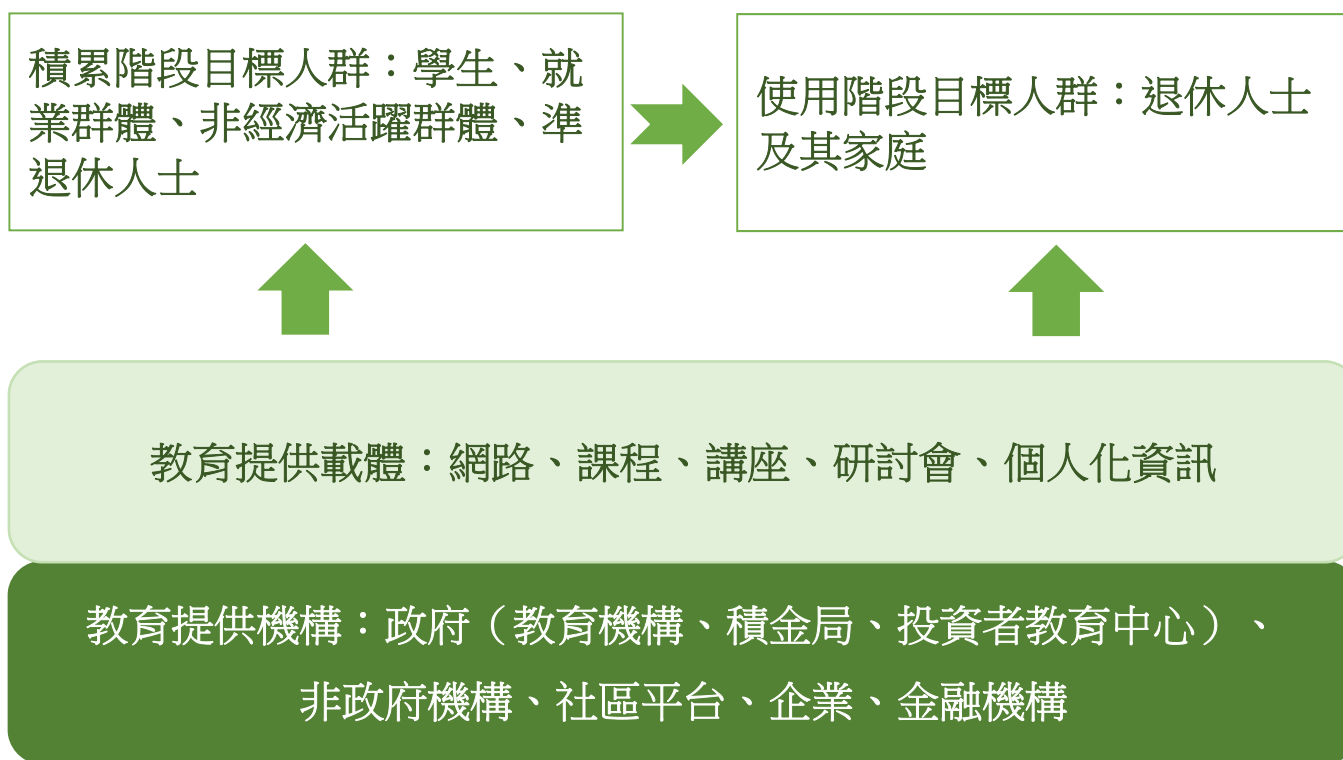 積累階段目標人群：學生、就
業群體、非經濟活躍群體、準
退休人士
使用階段目標人群：退休人士
及其家庭
教育提供載體：網路、課程、講座、研討會、個人化資訊
教育提供機構：政府（教育機構、積金局、投資者教育中心）、
非政府機構、社區平台、企業、金融機構